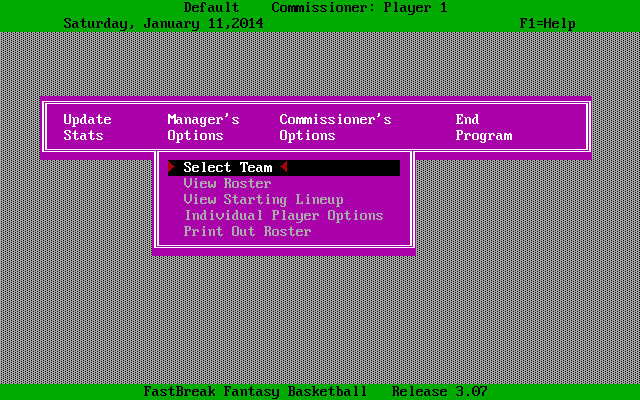 Default    Commissioner: Player 1
Saturday, January 11,2014    F1=Help
Update    Manager's    Commissioner's    End
Stats    Options    Options    Program
Select Team
View Roster
View Starting Lineup
Individual Player Options
Print Out Roster
FastBreak Fantasy Basketball   Release 3.07